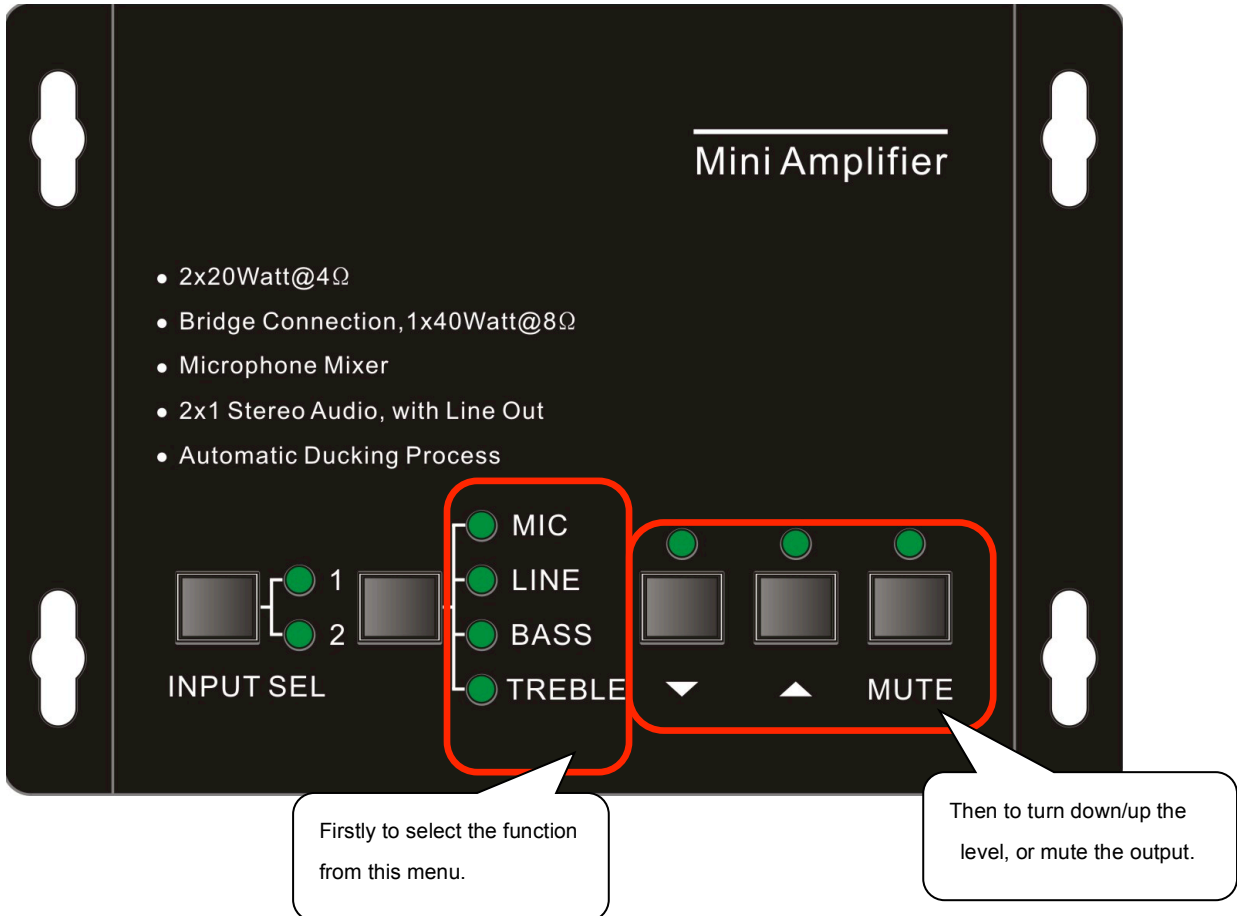 Mini Amplifier
● 2x20Watt@4Ω
● Bridge Connection,1x40Watt@8Ω
● Microphone Mixer
● 2x1 Stereo Audio, with Line Out
● Automatic Ducking Process
MIC
1
LINE
2
BASS
INPUT SEL
TREBLE
▼
▲
MUTE
Firstly to select the function
from this menu.
Then to turn down/up the
level, or mute the output.